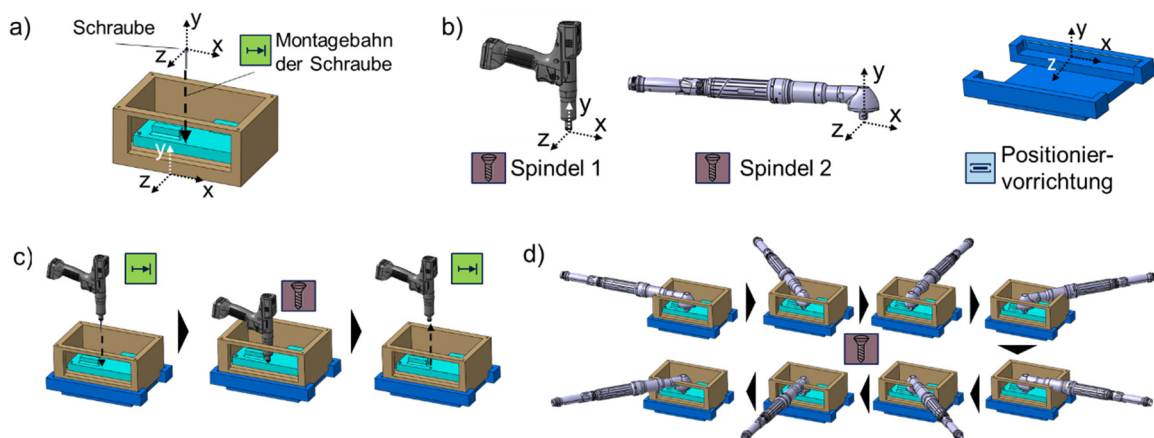 a)
Schraube
y
x
z
Montagebahn
der Schraube
y
z
x
b)
y
z
x
Spindel 1
y
z
x
Spindel 2
y
x
z
Positionier-
vorrichtung
c)
d)